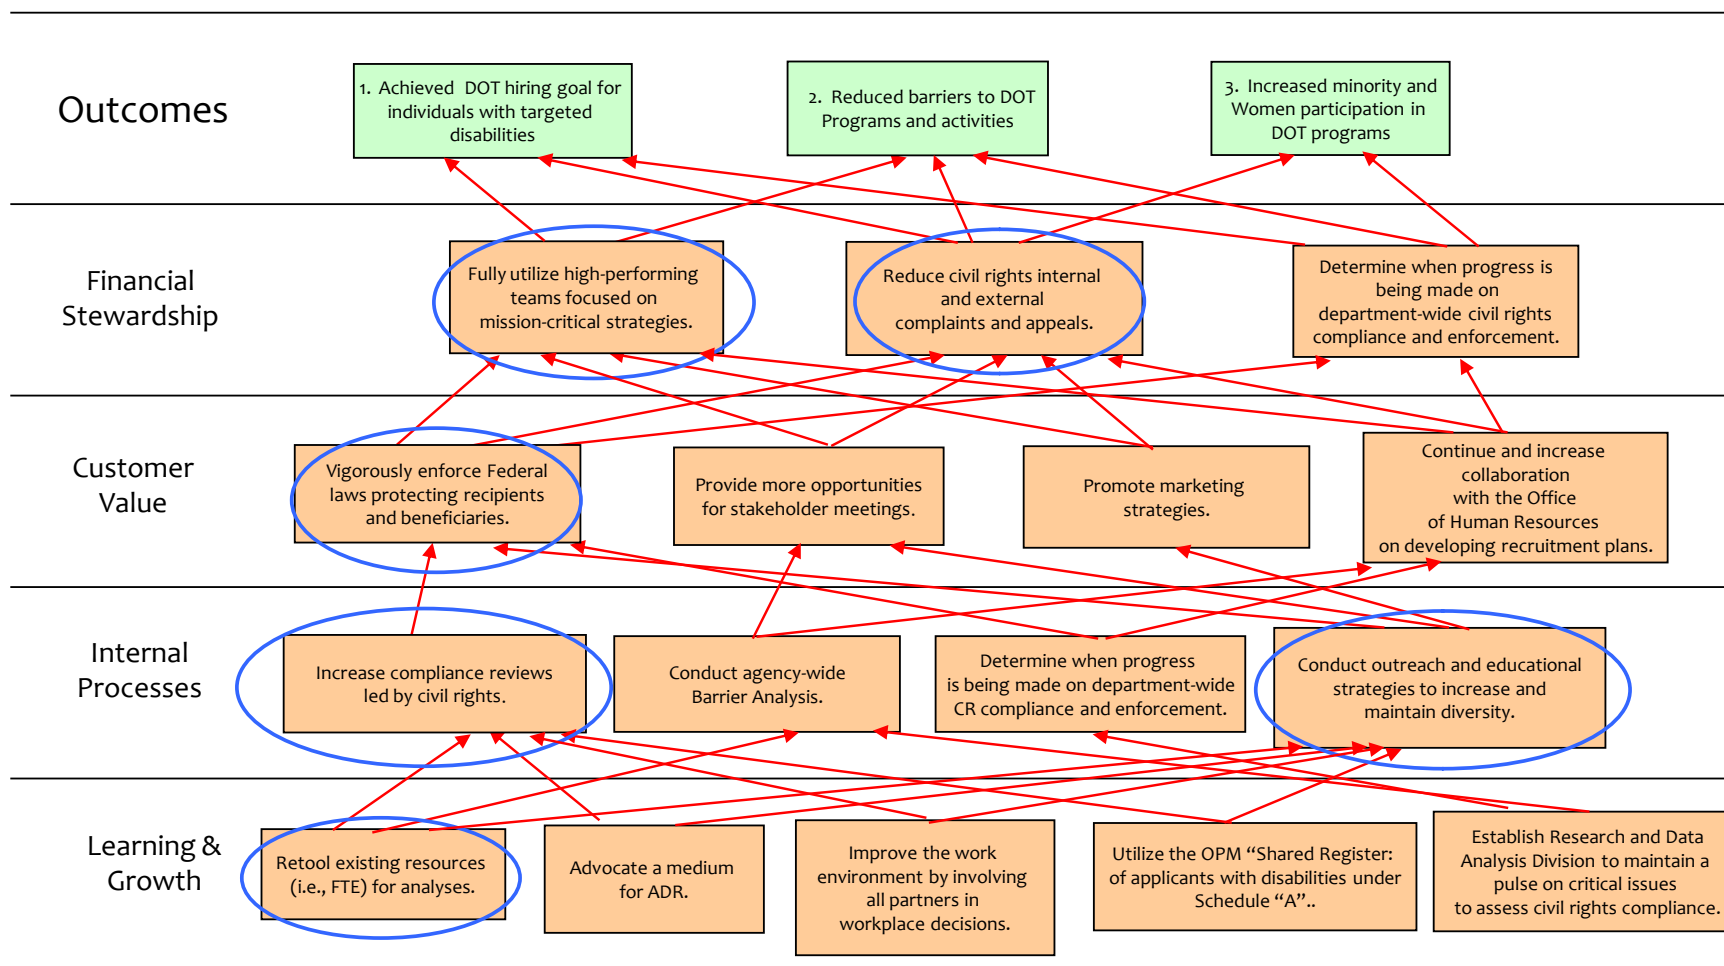 Outcomes
1. Achieved DOT hiring goal for
individuals with targeted
disabilities
2. Reduced barriers to DOT
Programs and activities
3. Increased minority and
Women participation in
DOT programs
Financial
Stewardship
Fully utilize high-performing
teams focused on
mission-critical strategies.
Reduce civil rights internal
and external
complaints and appeals.
Determine when progress is
being made on
department-wide civil rights
compliance and enforcement.
Customer
Value
Vigorously enforce Federal
laws protecting recipients
and beneficiaries.
Provide more opportunities
for stakeholder meetings.
Promote marketing
strategies.
Continue and increase
collaboration
with the Office
of Human Resources
on developing recruitment plans.
Internal
Processes
Increase compliance reviews
led by civil rights.
Conduct agency-wide
Barrier Analysis.
Determine when progress
is being made on department-wide
CR compliance and enforcement.
Conduct outreach and educational
strategies to increase and
maintain diversity.
Learning &
Growth
Retool existing resources
(i.e., FTE) for analyses.
Advocate a medium
for ADR.
Improve the work
environment by involving
all partners in
workplace decisions.
Utilize the OPM “Shared Register:
of applicants with disabilities under
Schedule “A”..
Establish Research and Data
Analysis Division to maintain a
pulse on critical issues
to assess civil rights compliance.